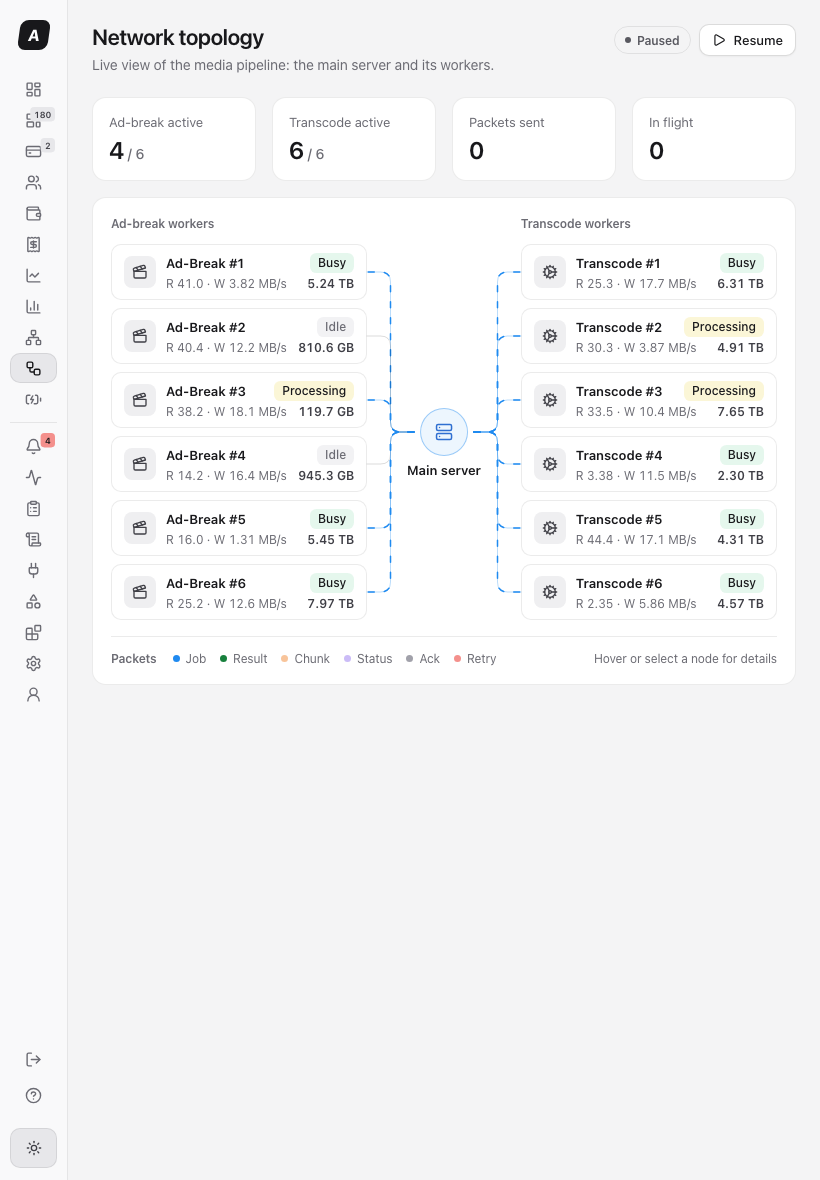 A
180
2
4
Network topology
Live view of the media pipeline: the main server and its workers.
Paused
Resume
Ad-break active
4 / 6
Transcode active
6 / 6
Packets sent
0
In flight
0
Ad-break workers
Ad-Break #1
Busy
R 41.0 · W 3.82 MB/s
5.24 TB
Ad-Break #2
Idle
R 40.4 · W 12.2 MB/s
810.6 GB
Ad-Break #3
Processing
R 38.2 · W 18.1 MB/s
119.7 GB
Ad-Break #4
Idle
R 14.2 · W 16.4 MB/s
945.3 GB
Ad-Break #5
Busy
R 16.0 · W 1.31 MB/s
5.45 TB
Ad-Break #6
Busy
R 25.2 · W 12.6 MB/s
7.97 TB
Main server
Transcode workers
Transcode #1
Busy
R 25.3 · W 17.7 MB/s
6.31 TB
Transcode #2
Processing
R 30.3 · W 3.87 MB/s
4.91 TB
Transcode #3
Processing
R 33.5 · W 10.4 MB/s
7.65 TB
Transcode #4
Busy
R 3.38 · W 11.5 MB/s
2.30 TB
Transcode #5
Busy
R 44.4 · W 17.1 MB/s
4.31 TB
Transcode #6
Busy
R 2.35 · W 5.86 MB/s
4.57 TB
Packets
Job
Result
Chunk
Status
Ack
Retry
Hover or select a node for details